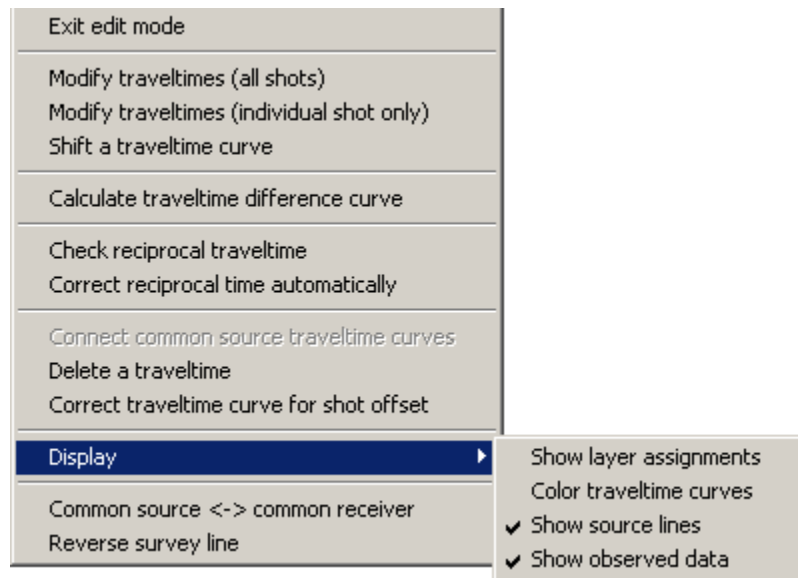 Exit edit mode
Modify traveltimes (all shots)
Modify traveltimes (individual shot only)
Shift a traveltime curve
Calculate traveltime difference curve
Check reciprocal traveltime
Correct reciprocal time automatically
Connect common source traveltime curves
Delete a traveltime
Correct traveltime curve for shot offset
Display
Show layer assignments
Color traveltime curves
Show source lines
Show observed data
Common source <-> common receiver
Reverse survey line